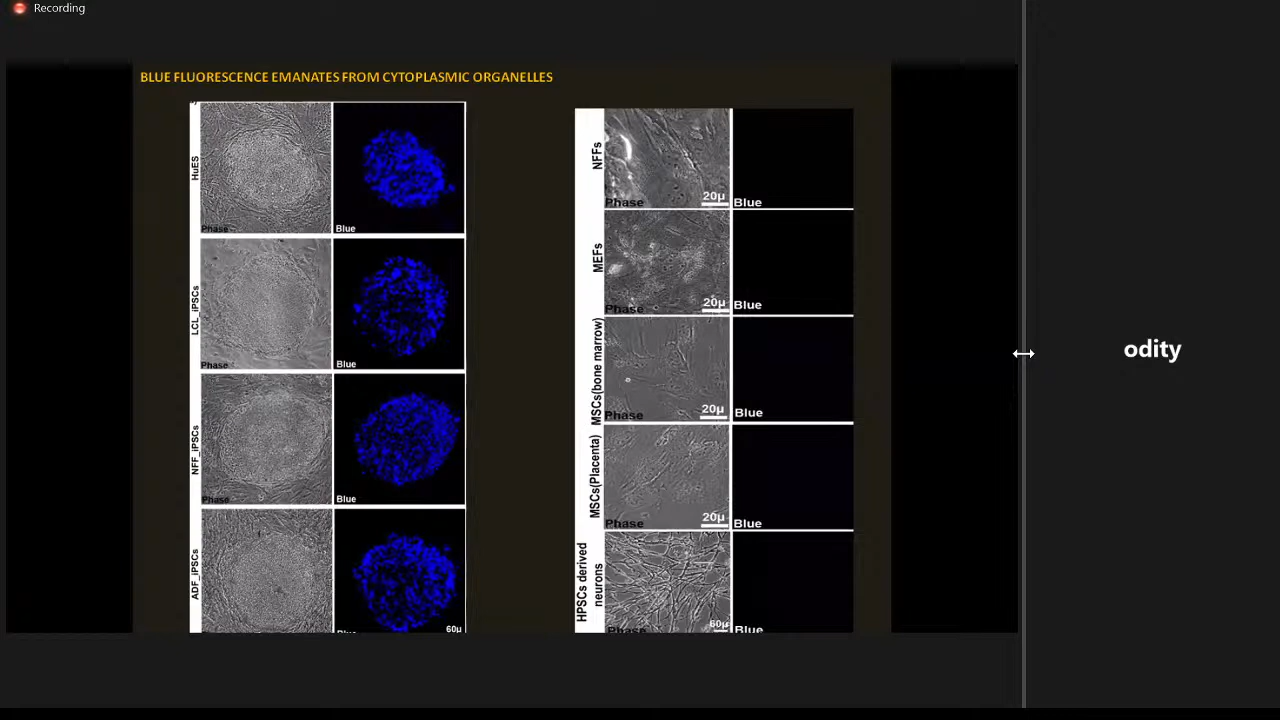 Recording
BLUE FLUORESCENCE EMANATES FROM CYTOPLASMIC ORGANELLES
HuES
Phase
Blue
LCL_iPSCs
Phase
Blue
NFF_iPSCs
Phase
Blue
ADF_iPSCs
Blue
60µ
NFFs
Phase
20µ
Blue
MEFs
Phase
20µ
Blue
MSCs(bone marrow)
Phase
20µ
Blue
MSCs(Placenta)
Phase
20µ
Blue
HPSCs derived
neurons
Phase
60µ
Blue
odity